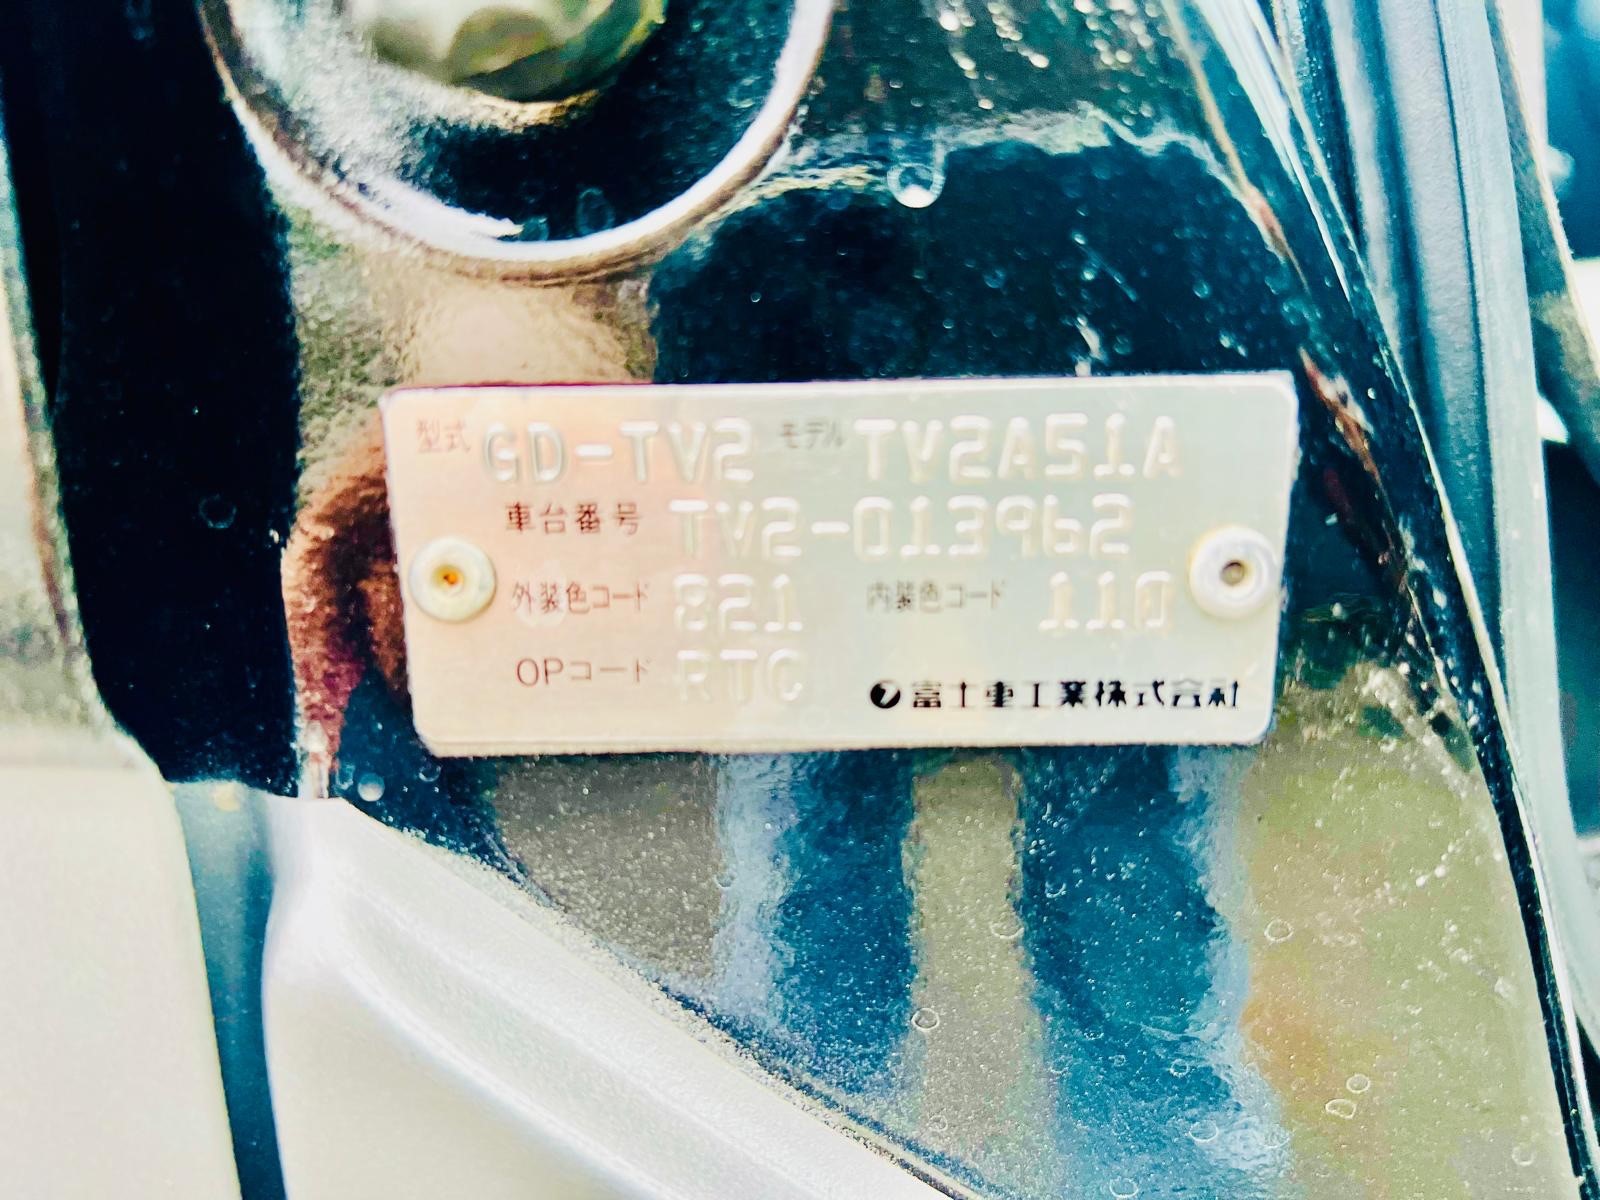 型式 GD-TV2 モデル TV2A51A
車台番号 TV2-013962
外装色コード 821 内装色コード 110
OPコード RTC 富士重工業株式会社